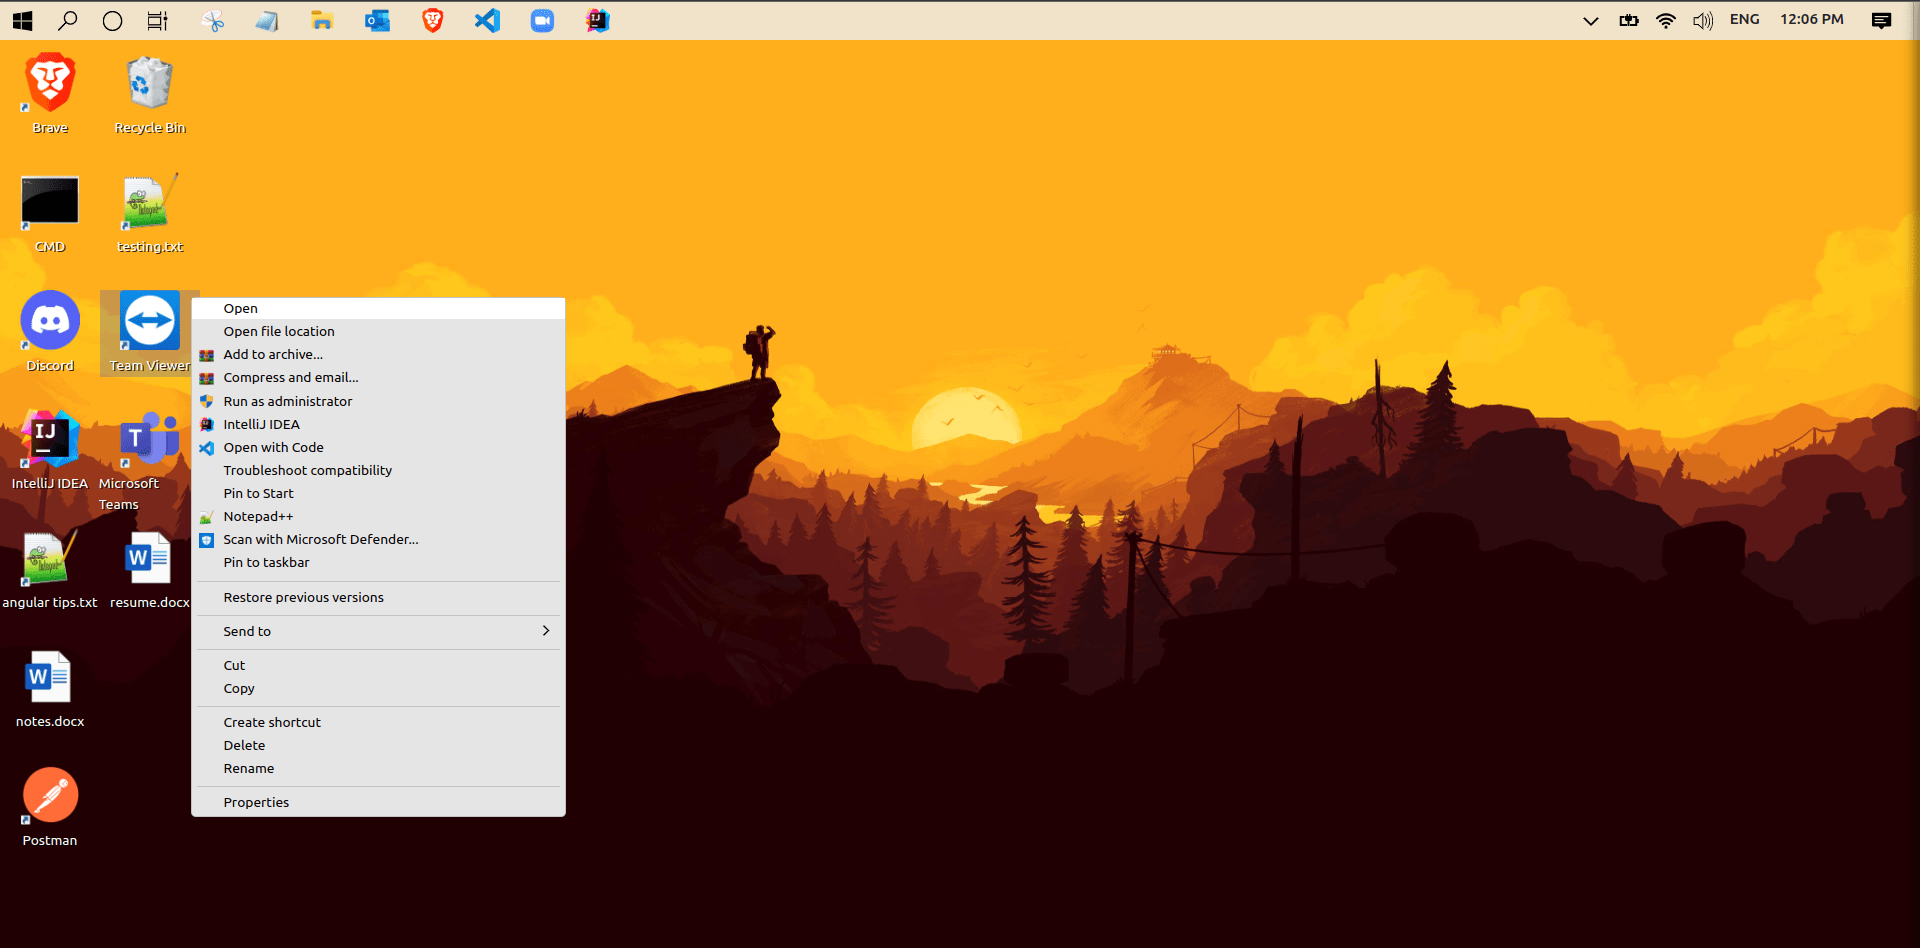 ENG 12:06 PM
Brave
Recycle Bin
CMD
testing.txt
Discord
Team Viewer
IJ
IntelliJ IDEA
T
Microsoft
Teams
angular tips.txt
W
resume.docx
W
notes.docx
Postman
Open
Open file location
Add to archive...
Compress and email...
Run as administrator
IntelliJ IDEA
Open with Code
Troubleshoot compatibility
Pin to Start
Notepad++
Scan with Microsoft Defender...
Pin to taskbar
Restore previous versions
Send to
Cut
Copy
Create shortcut
Delete
Rename
Properties